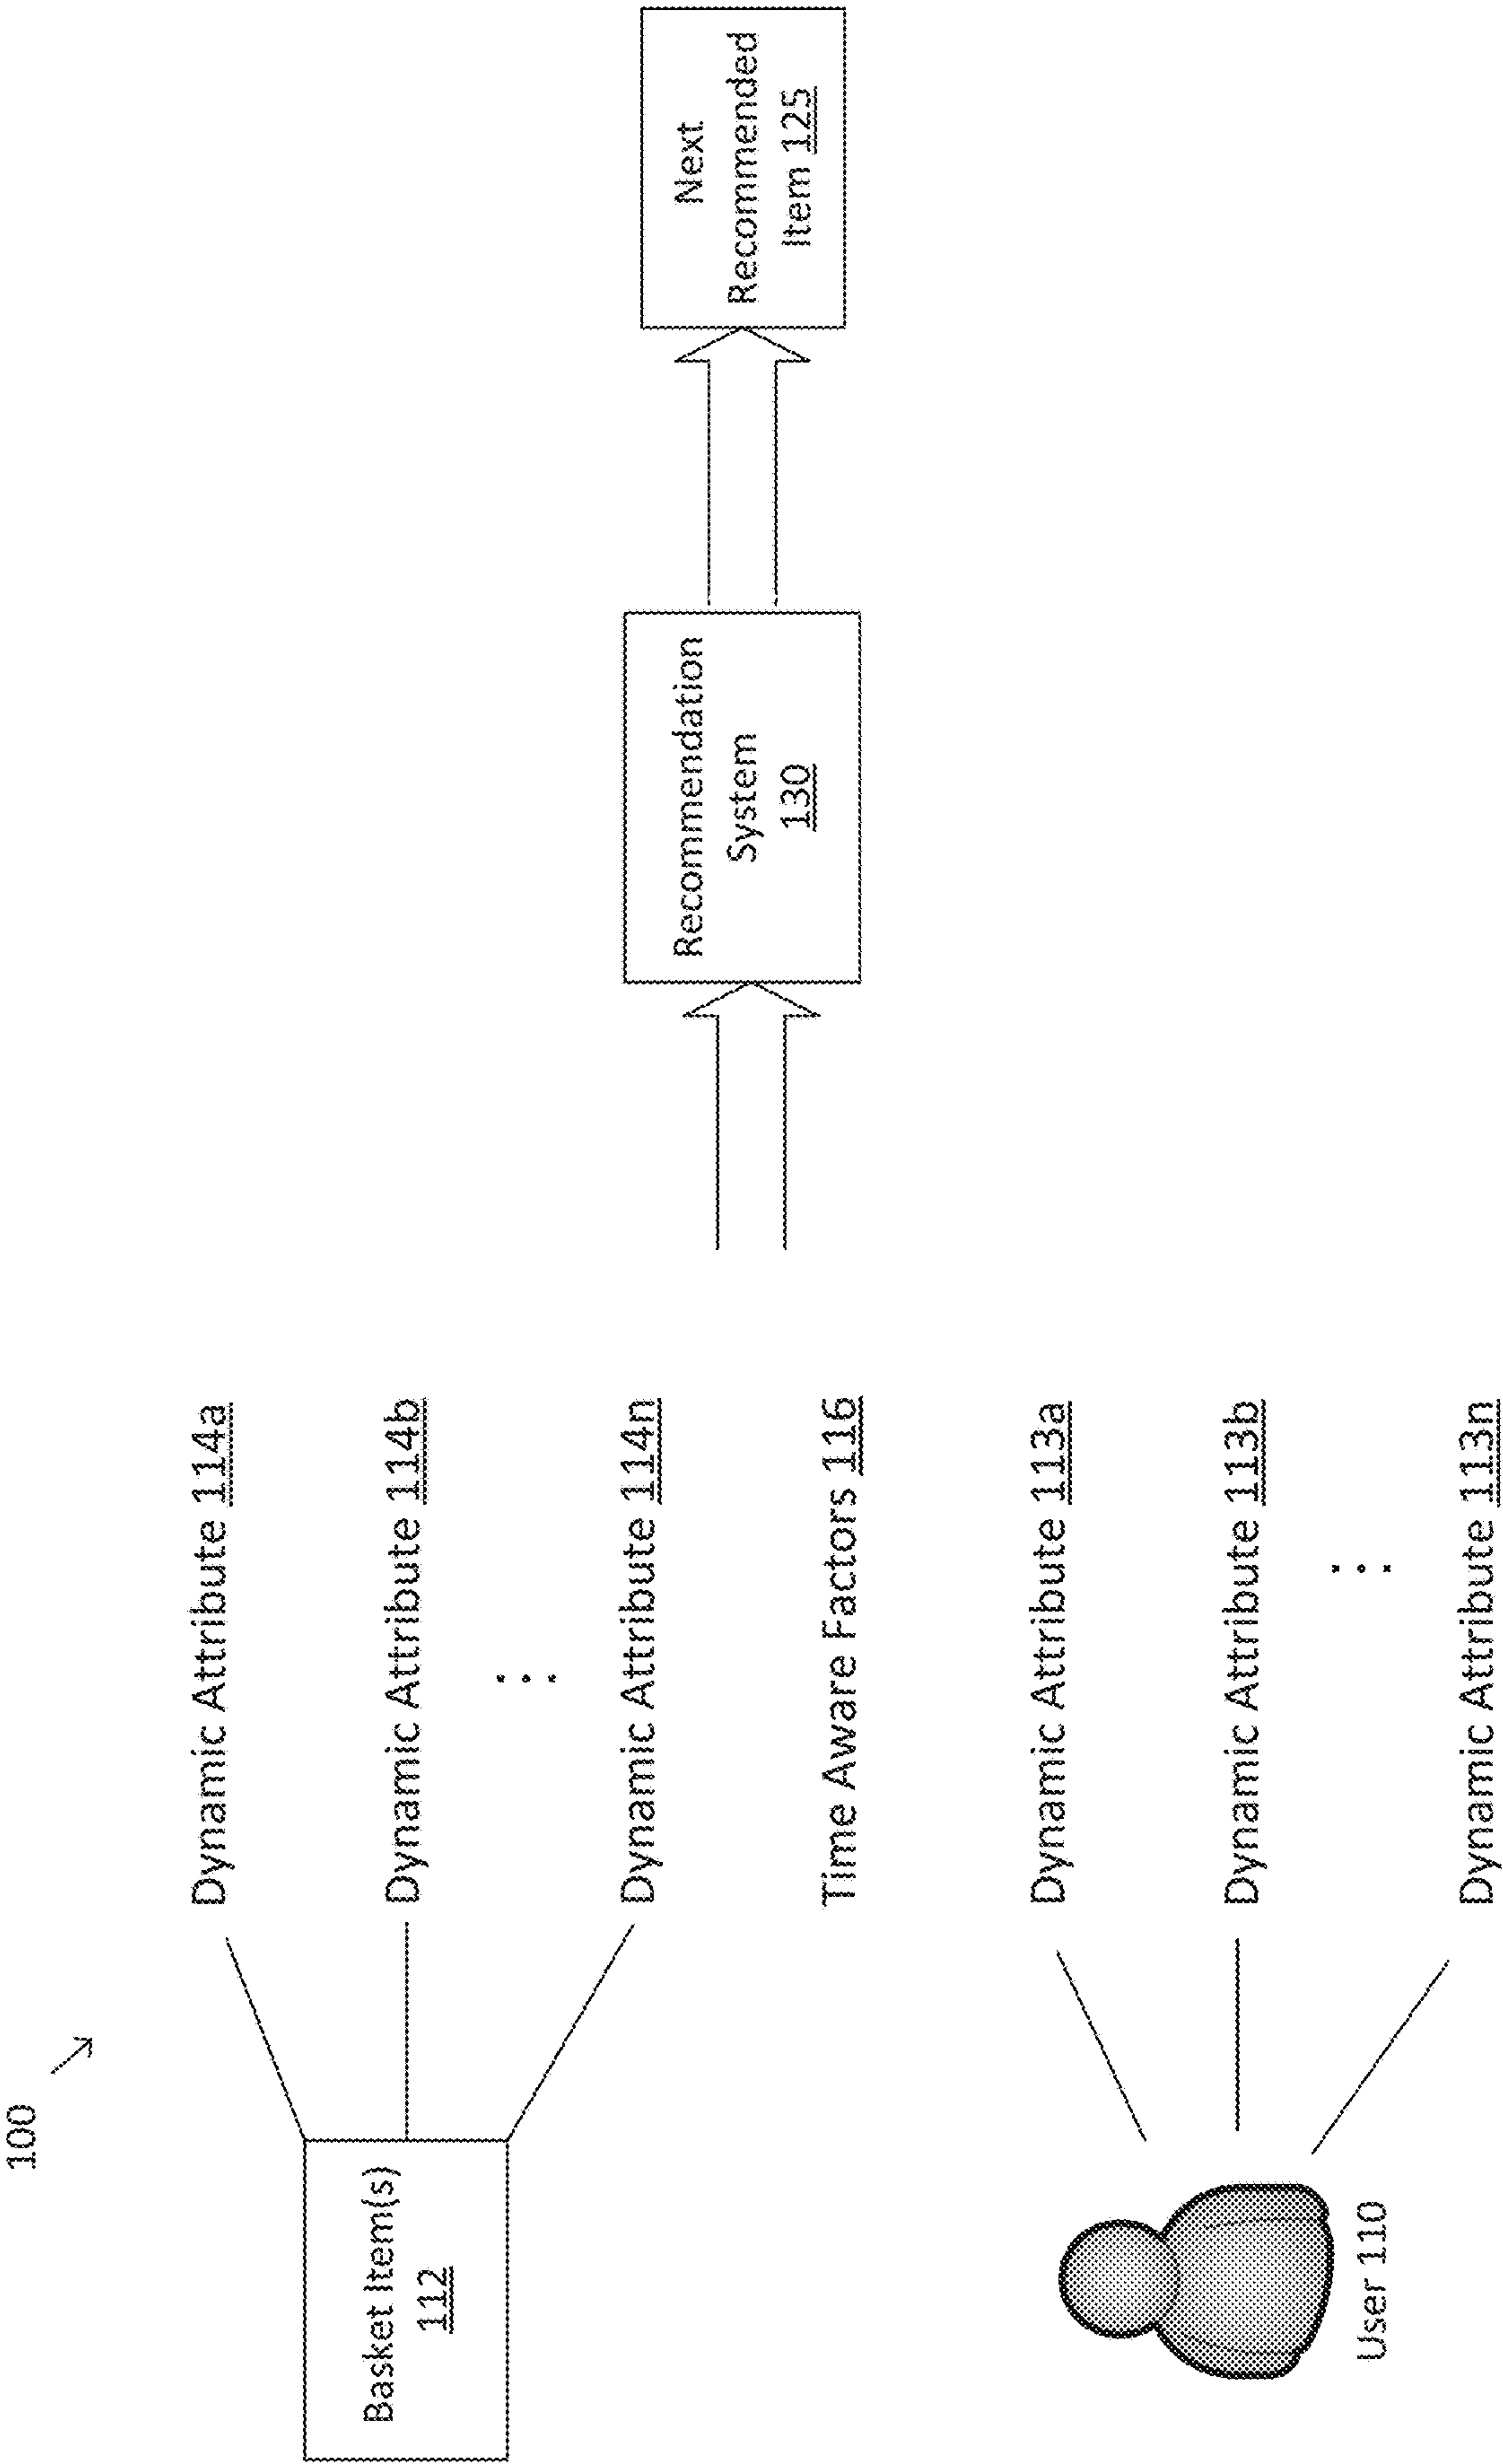 100
Basket Item(s)
112
Dynamic Attribute 114a
Dynamic Attribute 114b
Dynamic Attribute 114n
Time Aware Factors 116
User 110
Dynamic Attribute 113a
Dynamic Attribute 113b
Dynamic Attribute 113n
Recommendation
System
130
Next
Recommended
Item 125